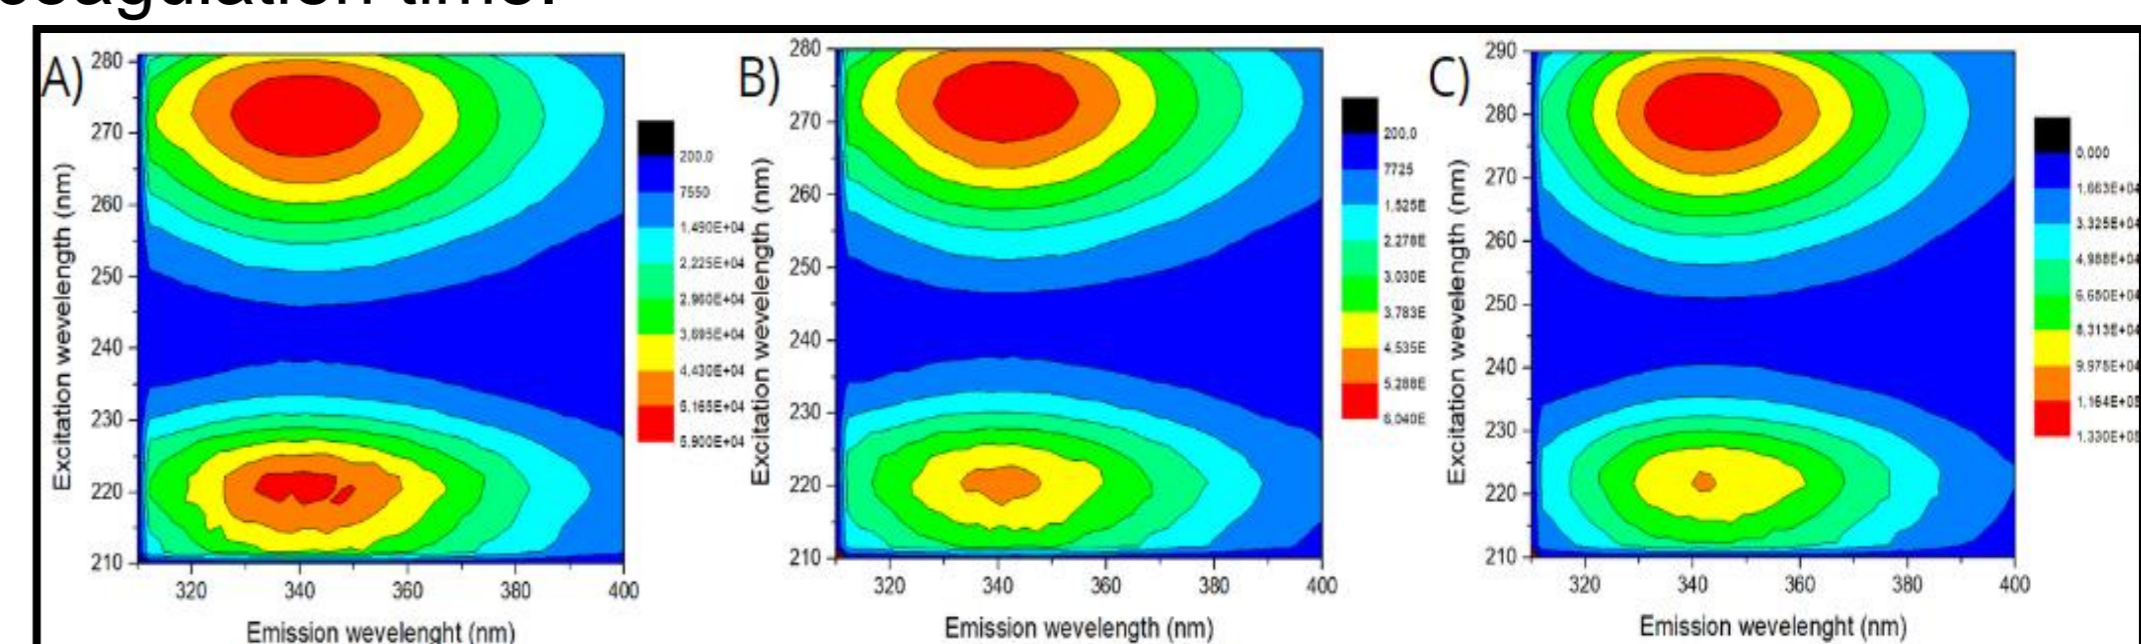 coagulation time.
A)
280
270
260
250
240
230
220
210
320
340
360
380
400
Excitation wevelength (nm)
Emission wevelenght (nm)
200.0
7550
1.490E+04
2.225E+04
2.960E+04
3.695E+04
4.430E+04
5.165E+04
5.900E+04
B)
280
270
260
250
240
230
220
210
320
340
360
380
400
Excitation wevelength (nm)
Emission wevelength (nm)
200.0
7725
1.525E
2.278E
3.030E
3.783E
4.535E
5.288E
6.040E
C)
290
280
270
260
250
240
230
220
210
320
340
360
380
400
Excitation wevelength (nm)
Emission wevelenght (nm)
0.000
1.663E+04
3.325E+04
4.988E+04
6.650E+04
8.313E+04
9.975E+04
1.164E+05
1.330E+05